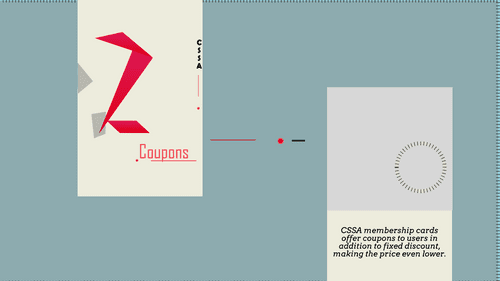 CSSA
Coupons
CSSA membership cards
offer coupons to users in
addition to fixed discount,
making the price even lower.